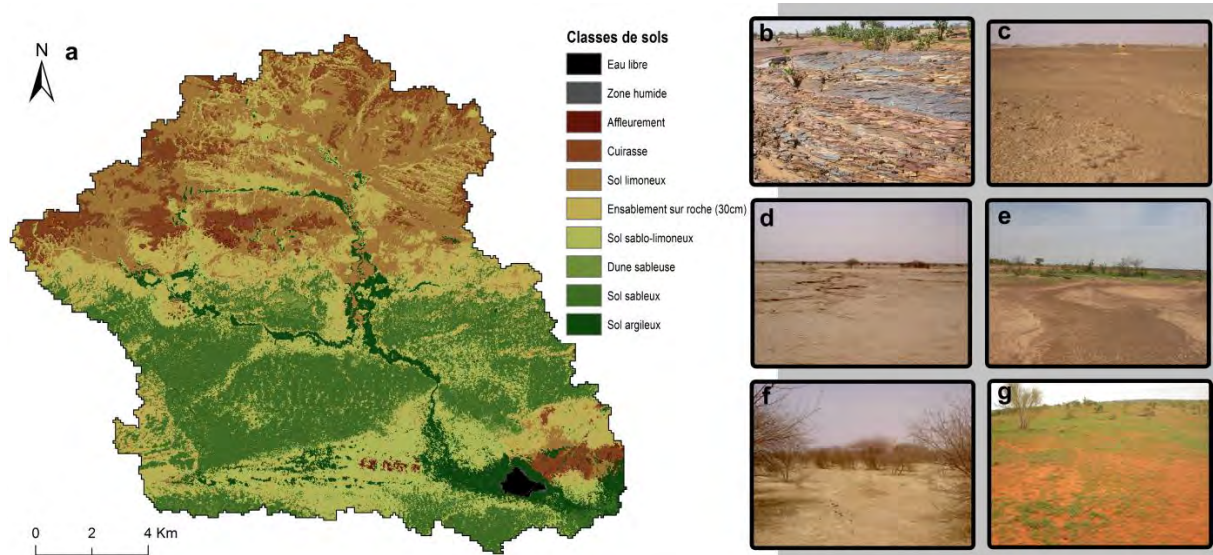 a
N
Classes de sols
Eau libre
Zone humide
Affleurement
Cuirasse
Sol limoneux
Ensablement sur roche (30cm)
Sol sablo-limoneux
Dune sableuse
Sol sableux
Sol argileux
0 2 4 Km
b
c
d
e
f
g